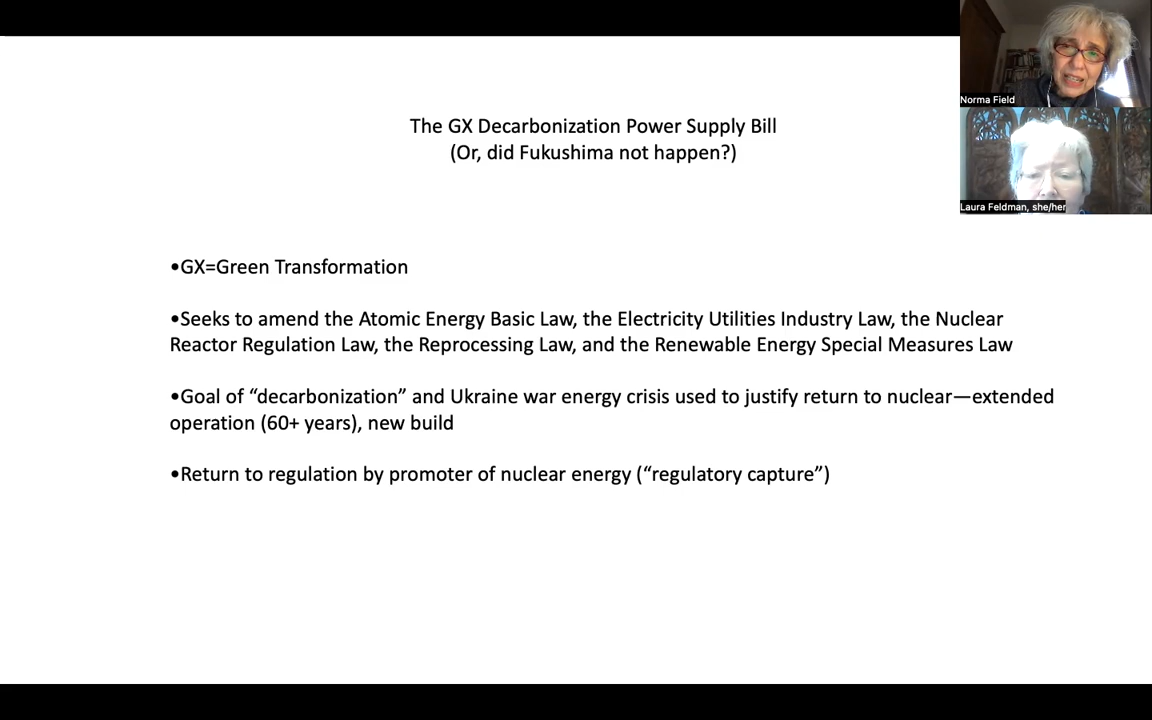 The GX Decarbonization Power Supply Bill
(Or, did Fukushima not happen?)
•GX=Green Transformation
•Seeks to amend the Atomic Energy Basic Law, the Electricity Utilities Industry Law, the Nuclear
Reactor Regulation Law, the Reprocessing Law, and the Renewable Energy Special Measures Law
•Goal of “decarbonization” and Ukraine war energy crisis used to justify return to nuclear—extended
operation (60+ years), new build
•Return to regulation by promoter of nuclear energy (“regulatory capture”)
Norma Field
Laura Feldman, she/her